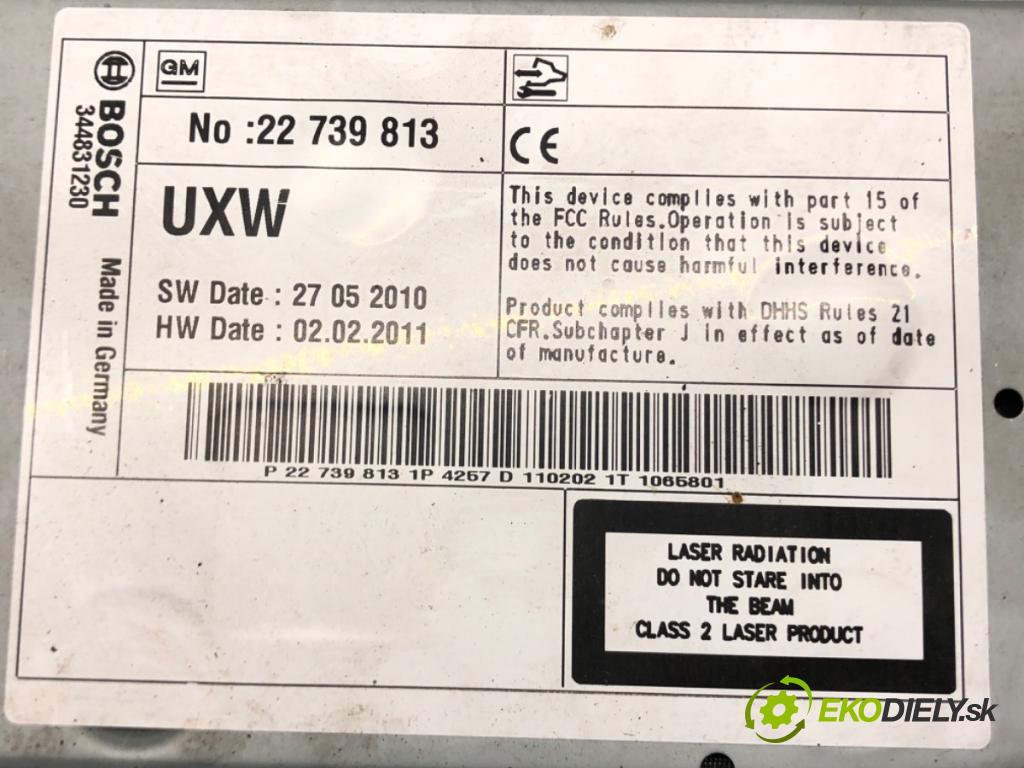 BOSCH
344831230
Made in Germany
GM
No :22 739 813
UXW
SW Date : 27 05 2010
HW Date : 02.02.2011
CE
This device complies with part 15 of
the FCC Rules.Operation is subject
to the condition that this device
does not cause harmful interference.
Product complies with DHHS Rules 21
CFR.Subchapter J in effect as of date
of manufacture.
P 22 739 813 1P 4257 D 110202 1T 1065801
LASER RADIATION
DO NOT STARE INTO
THE BEAM
CLASS 2 LASER PRODUCT
EKODIELY.sk